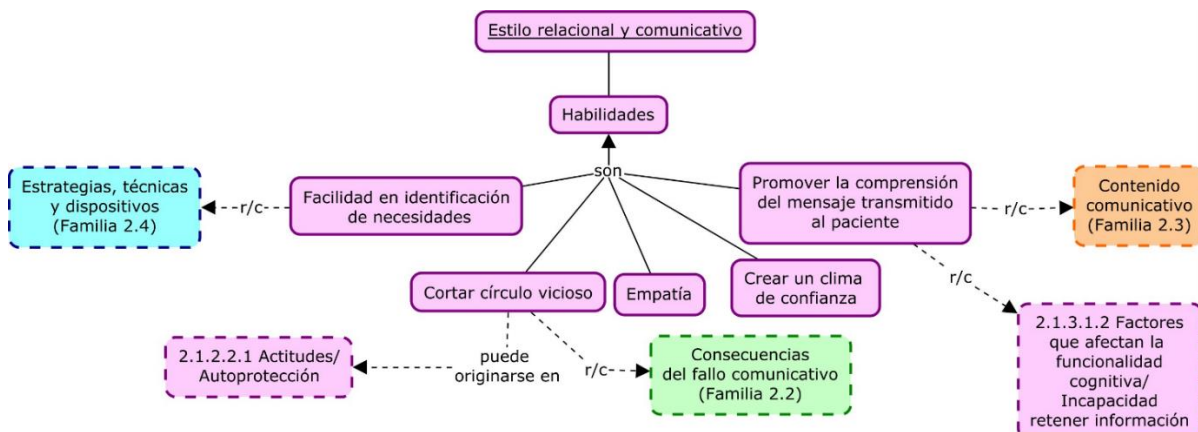 Estilo relacional y comunicativo
Habilidades
son
Estrategias, técnicas
y dispositivos
(Familia 2.4)
r/c
Facilidad en identificación
de necesidades
Promover la comprensión
del mensaje transmitido
al paciente
r/c
Contenido
comunicativo
(Familia 2.3)
Cortar círculo vicioso
Empatía
Crear un clima
de confianza
r/c
2.1.2.2.1 Actitudes/
Autoprotección
puede
originarse en
r/c
Consecuencias
del fallo comunicativo
(Familia 2.2)
2.1.3.1.2 Factores
que afectan la
funcionalidad
cognitiva/
Incapacidad
retener información